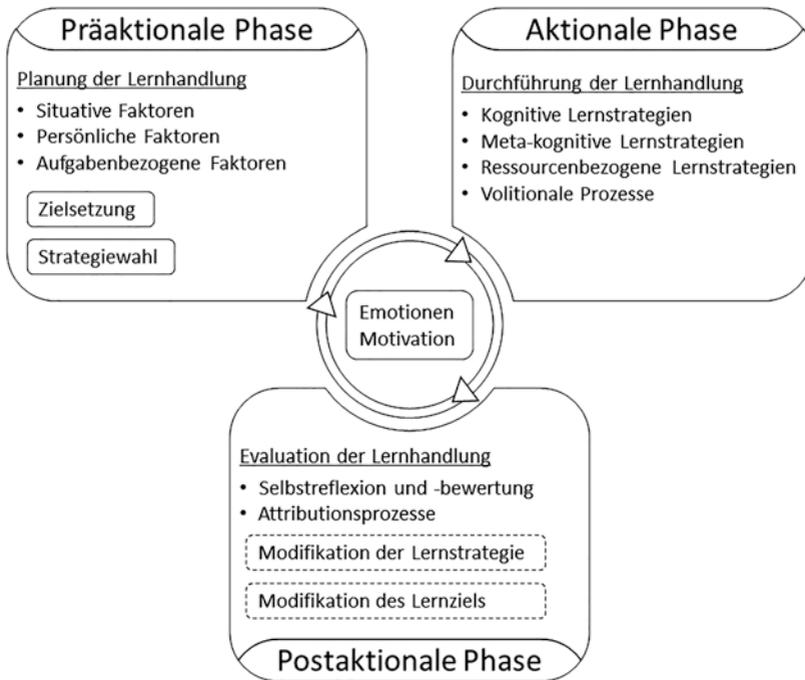 Präaktionale Phase
Planung der Lernhandlung
• Situative Faktoren
• Persönliche Faktoren
• Aufgabenbezogene Faktoren
Zielsetzung
Strategiewahl
Aktionale Phase
Durchführung der Lernhandlung
• Kognitive Lernstrategien
• Meta-kognitive Lernstrategien
• Ressourcenbezogene Lernstrategien
• Volitionale Prozesse
Emotionen
Motivation
Evaluation der Lernhandlung
• Selbstreflexion und -bewertung
• Attributionsprozesse
Modifikation der Lernstrategie
Modifikation des Lernziels
Postaktionale Phase